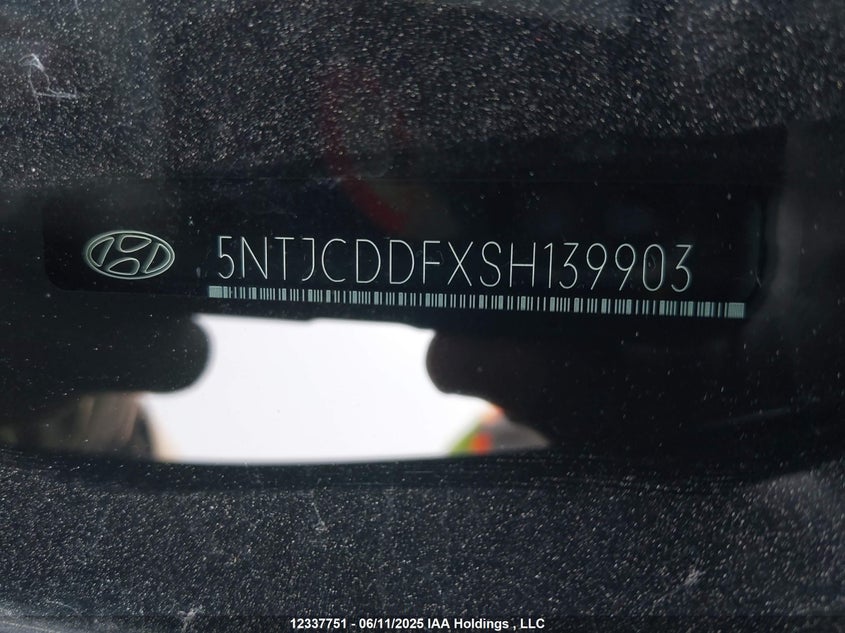 5NTJCDDFXSH139903
12337751 - 06/11/2025 IAA Holdings , LLC